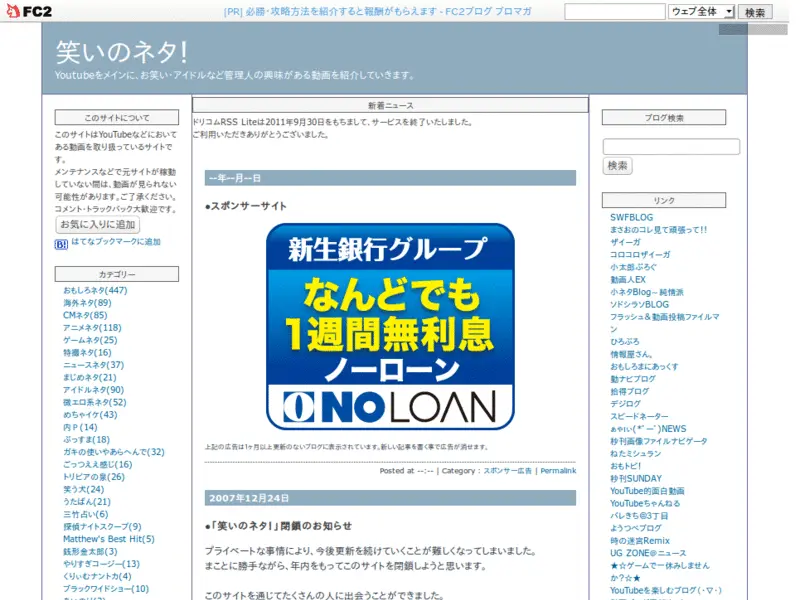 FC2
[PR] 必勝・攻略方法を紹介すると報酬がもらえます - FC2ブログ ブロマガ
ウェブ全体
検索
笑いのネタ!
Youtubeをメインに、お笑い・アイドルなど管理人の興味がある動画を紹介していきます。
このサイトについて
このサイトはYouTubeなどにおいて
ある動画を取り扱っているサイトで
す。
メンテナンスなどで元サイトが稼動
していない間は、動画が見られない
可能性があります。ご了承ください。
コメント・トラックバック大歓迎です。
お気に入りに追加
B! はてなブックマークに追加
カテゴリー
おもしろネタ(447)
海外ネタ(89)
CMネタ(85)
アニメネタ(118)
ゲームネタ(25)
特撮ネタ(16)
ニュースネタ(37)
まじめネタ(21)
アイドルネタ(90)
微エロ系ネタ(52)
めちゃイケ(43)
内P(14)
ぷっすま(18)
ガキの使いやあらへんで(32)
ごっつええ感じ(16)
トリビアの泉(26)
笑う犬(24)
うたばん(21)
三竹占い(6)
探偵ナイトスクープ(9)
Matthew's Best Hit(5)
銭形金太郎(3)
やりすぎコージー(13)
くりぃむナントカ(4)
ブラックワイドショー(10)
新着ニュース
ドリコムRSS Liteは2011年9月30日をもちまして、サービスを終了いたしました。
ご利用いただきありがとうございました。
--年--月--日
●スポンサーサイト
新生銀行グループ
なんどでも
1週間無利息
ノーローン
NOLOAN
上記の広告は1ヶ月以上更新のないブログに表示されています。新しい記事を書く事で広告が消せます。
Posted at --:-- | Category : スポンサー広告 | Permalink
2007年12月24日
●「笑いのネタ!」閉鎖のお知らせ
プライベートな事情により、今後更新を続けていくことが難しくなってしまいました。
まことに勝手ながら、年内をもってこのサイトを閉鎖しようと思います。
このサイトを通じてたくさんの人に出会うことができました。
ブログ検索
検索
リンク
SWFBLOG
まさおのコレ見て頑張って!!
ザイーガ
コロコロザイーガ
小太郎ぶろぐ
動画人EX
小ネタBlog－純情派
ソドシラソBLOG
フラッシュ＆動画投稿ファイルマ
ン
ひろぶろ
情報屋さん。
おもしろまにあっくす
動ナビブログ
拾得ブログ
デジログ
スピードネーター
NEWS
秒刊画像ファイルナビゲータ
ねたミシュラン
おもトピ!
秒刊SUNDAY
YouTube的面白動画
YouTubeちゃんねる
バレきち@3丁目
ようつべブログ
時の迷宮Remix
UG ZONE＠ニュース
★☆ゲームで一休みしません
か?☆★
YouTubeを楽しむブログ(・▽・)